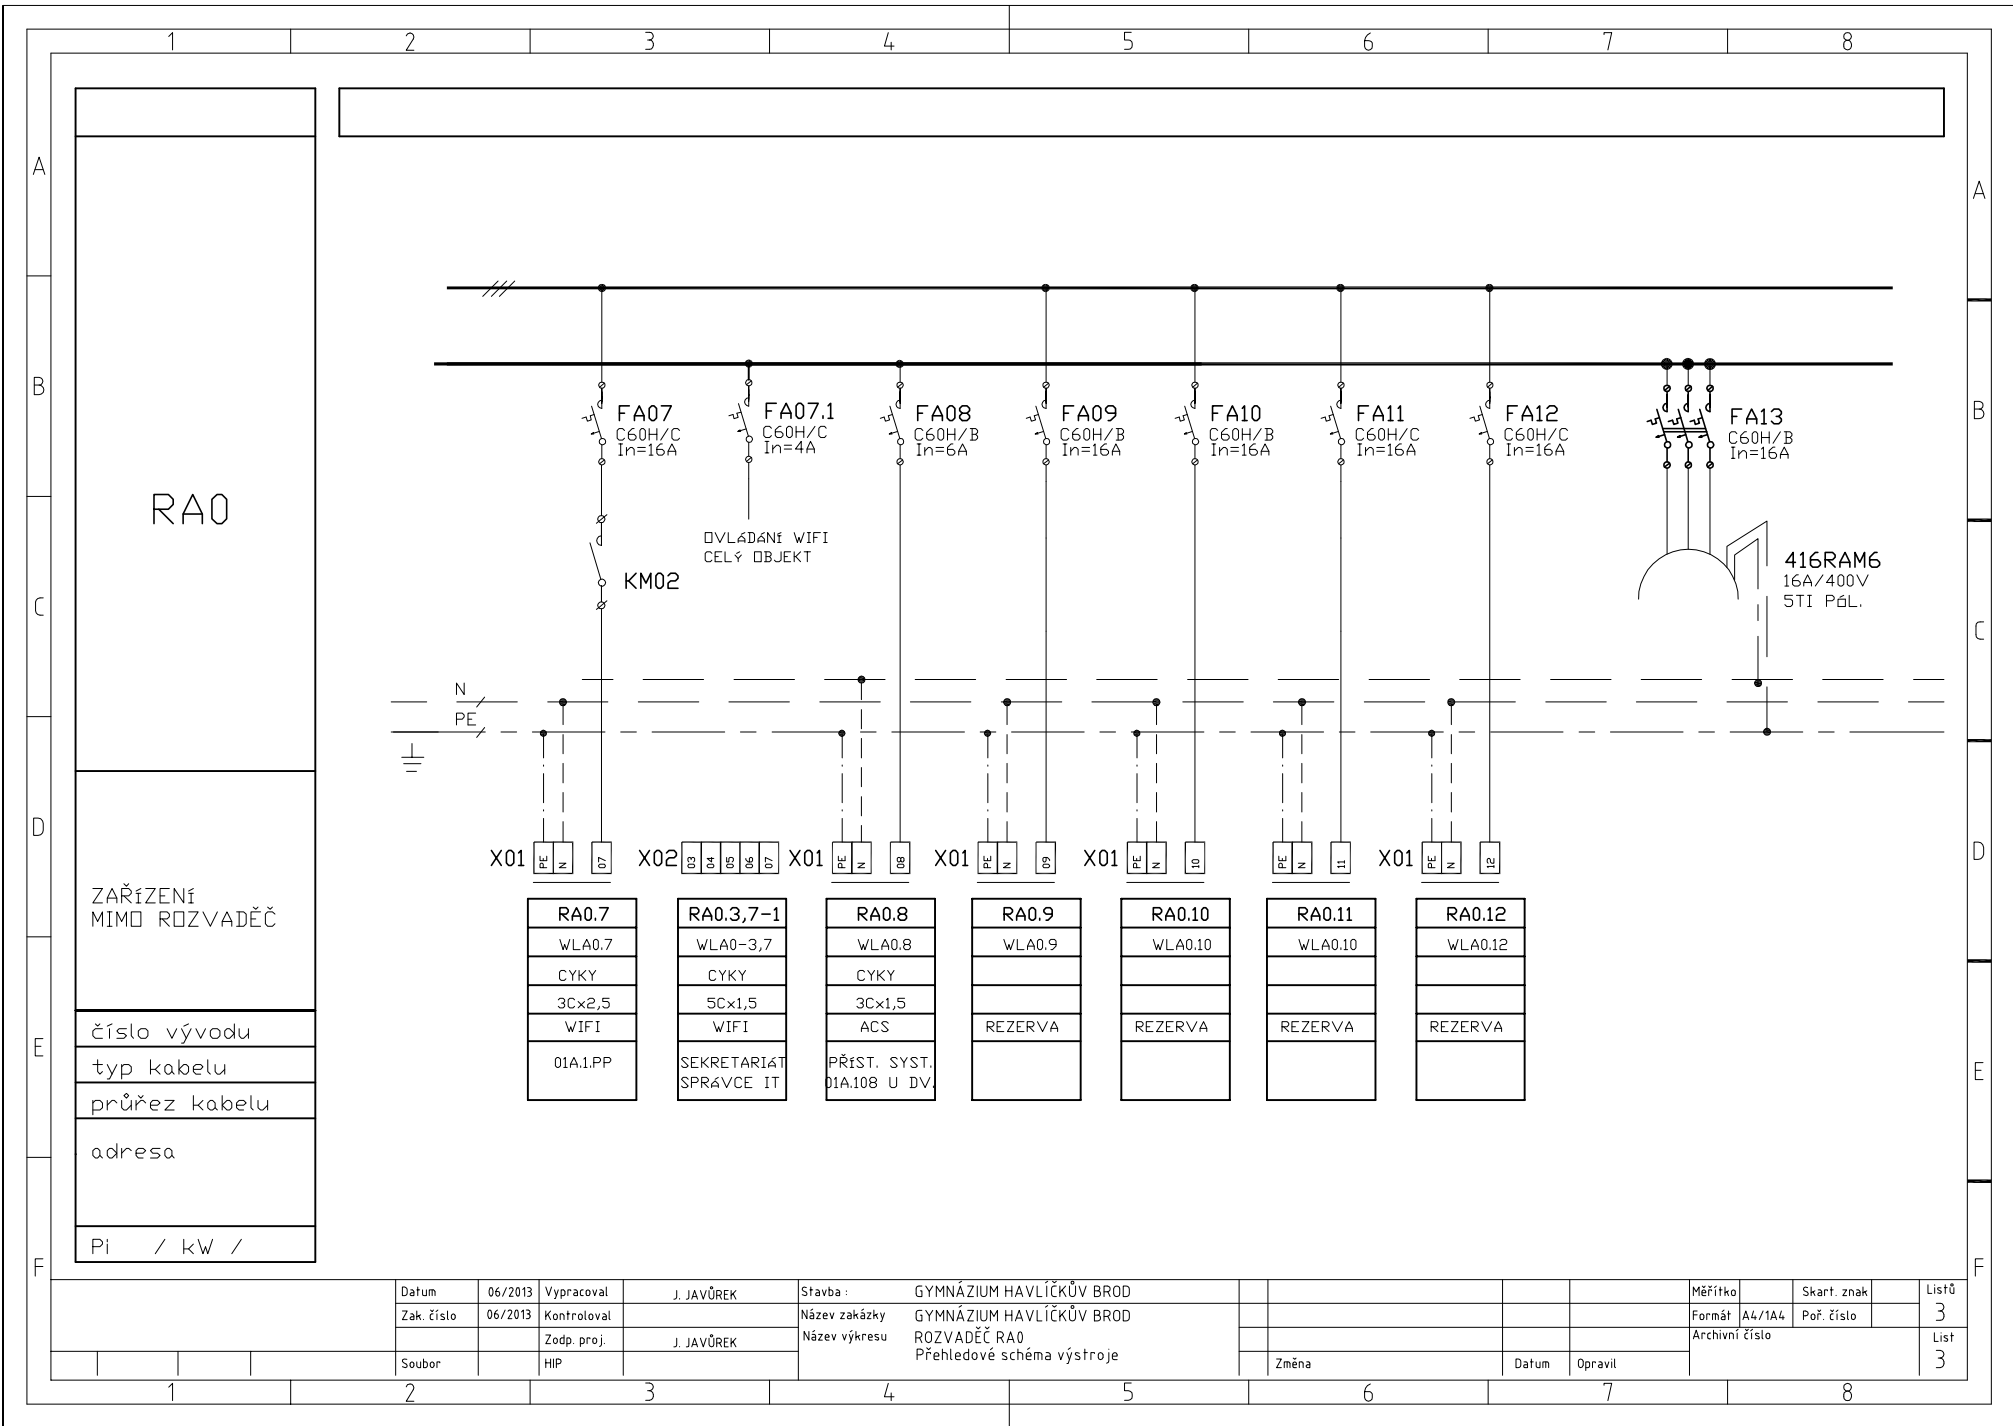 1 2 3 4 5 6 7 8
A
A
B
B
C
C
D
D
E
E
F
F
RA0
ZAŘíZENí
MIMO ROZVADĚČ
číslo vývodu
typ kabelu
průřez kabelu
adresa
Pi / kW /
FA07
C60H/C
In=16A
FA07.1
C60H/C
In=4A
FA08
C60H/B
In=6A
FA09
C60H/B
In=16A
FA10
C60H/B
In=16A
FA11
C60H/C
In=16A
FA12
C60H/C
In=16A
FA13
C60H/B
In=16A
OVLáDáNí WIFI
CELý OBJEKT
KM02
416RAM6
16A/400V
5TI PóL.
N
PE
X01 PE N 07
X02 03 04 05 06 07
X01 PE N 08
X01 PE N 09
X01 PE N 10
PE N 11
X01 PE N 12
RA0.7
WLA0.7
CYKY
3Cx2,5
WIFI
01A.1.PP
RA0.3,7-1
WLA0-3,7
CYKY
5Cx1,5
WIFI
SEKRETARIáT
SPRáVCE IT
RA0.8
WLA0.8
CYKY
3Cx1,5
ACS
PŘíST. SYST.
01A.108 U DV.
RA0.9
WLA0.9
REZERVA
RA0.10
WLA0.10
REZERVA
RA0.11
WLA0.10
REZERVA
RA0.12
WLA0.12
REZERVA
Datum 06/2013 Vypracoval J. JAVŮREK
Zak. číslo 06/2013 Kontroloval
Zodp. proj. J. JAVŮREK
Soubor HIP
Stavba : GYMNÁZIUM HAVLÍČKŮV BROD
Název zakázky GYMNÁZIUM HAVLÍČKŮV BROD
Název výkresu ROZVADĚČ RA0
Přehledové schéma výstroje
Změna Datum Opravil
Měřítko Skart. znak
Formát A4/1A4 Poř. číslo
Archivní číslo
Listů
3
List
3
1 2 3 4 5 6 7 8